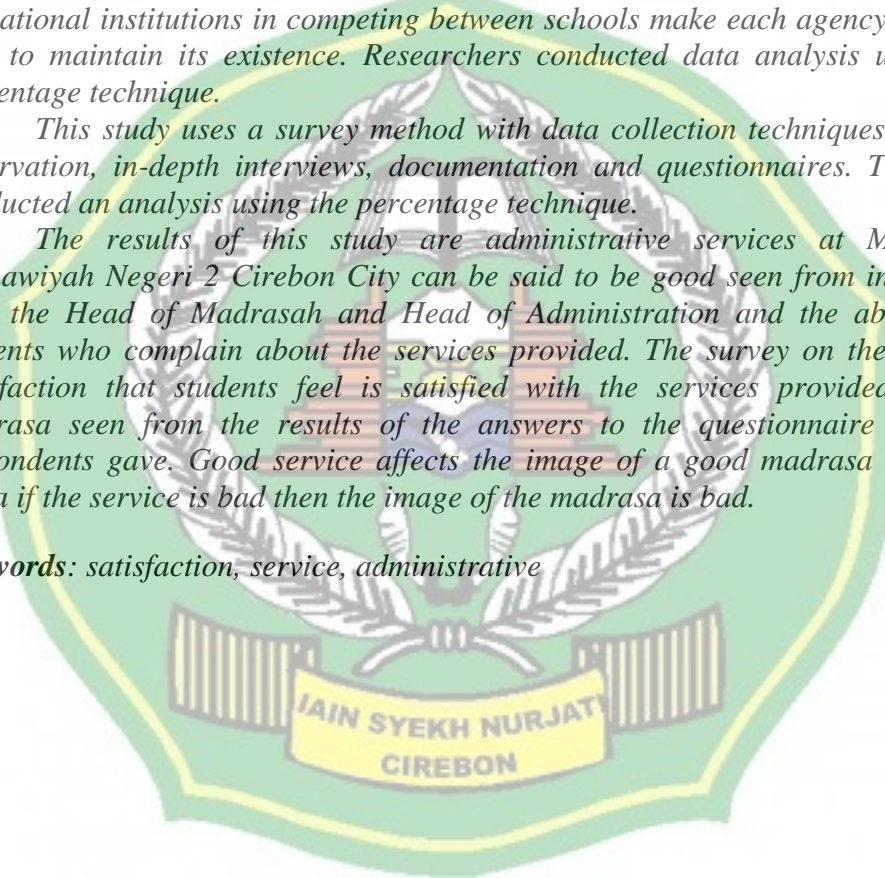 ational institutions in competing between schools make each agency
to maintain its existence. Researchers conducted data analysis u
entage technique.
This study uses a survey method with data collection techniques
rvation, in-depth interviews, documentation and questionnaires. T
ducted an analysis using the percentage technique.
The results of this study are administrative services at M
awiyah Negeri 2 Cirebon City can be said to be good seen from in
the Head of Madrasah and Head of Administration and the ab
ents who complain about the services provided. The survey on the
faction that students feel is satisfied with the services provided
rasa seen from the results of the answers to the questionnaire
ondents gave. Good service affects the image of a good madrasa
a if the service is bad then the image of the madrasa is bad.
words: satisfaction, service, administrative
IAIN SYEKH NURJATI
CIREBON